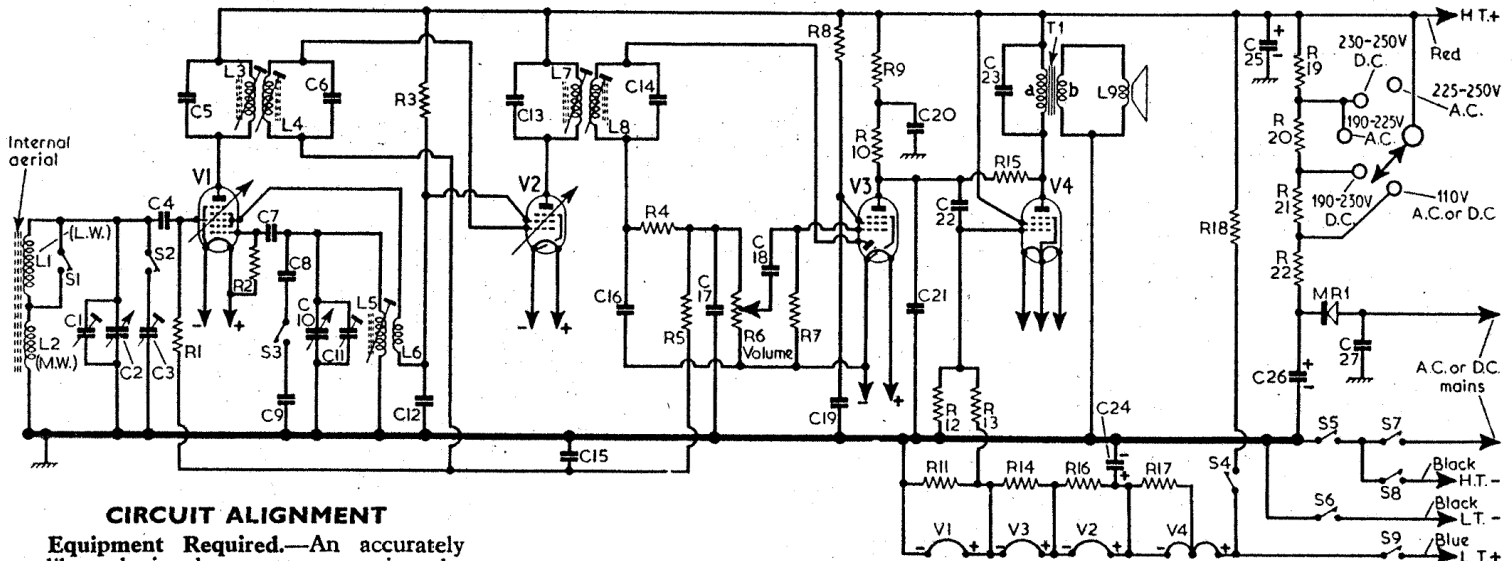 Internal
aerial
L1
(L.W.)
S1
L2
(M.W.)
C1
C2
C3
S2
C4
R1
C5
L3
L4
C6
V1
- +
R2
C7
C8
S3
C9
C
10
C11
L5
L6
R3
C12
C15
C13
L7
L8
C14
V2
- +
R4
C16
R5
C
17
R6
Volume
C
18
R7
R8
C19
V3
- +
R9
R
10
C20
C21
C
22
R15
R
12
R
13
C
23
T1
a
b
L9
V4
C24
- +
R11
R14
R16
R17
- V1 +
- V3 +
- V2 +
- V4 +
R18
S4
C
25
+
-
R
19
R
20
R
21
R
22
230-250V
D.C.
225-250V
A.C.
190-225V
A.C.
190-230V
D.C.
110V
A.C. or D.C
MR1
C
27
C26
+
-
H.T.+
Red
A.C. or D.C.
mains
S5
S7
S8
Black
H.T.-
S6
Black
L.T. -
S9
Blue
L.T.+
CIRCUIT ALIGNMENT
Equipment Required.—An accurately